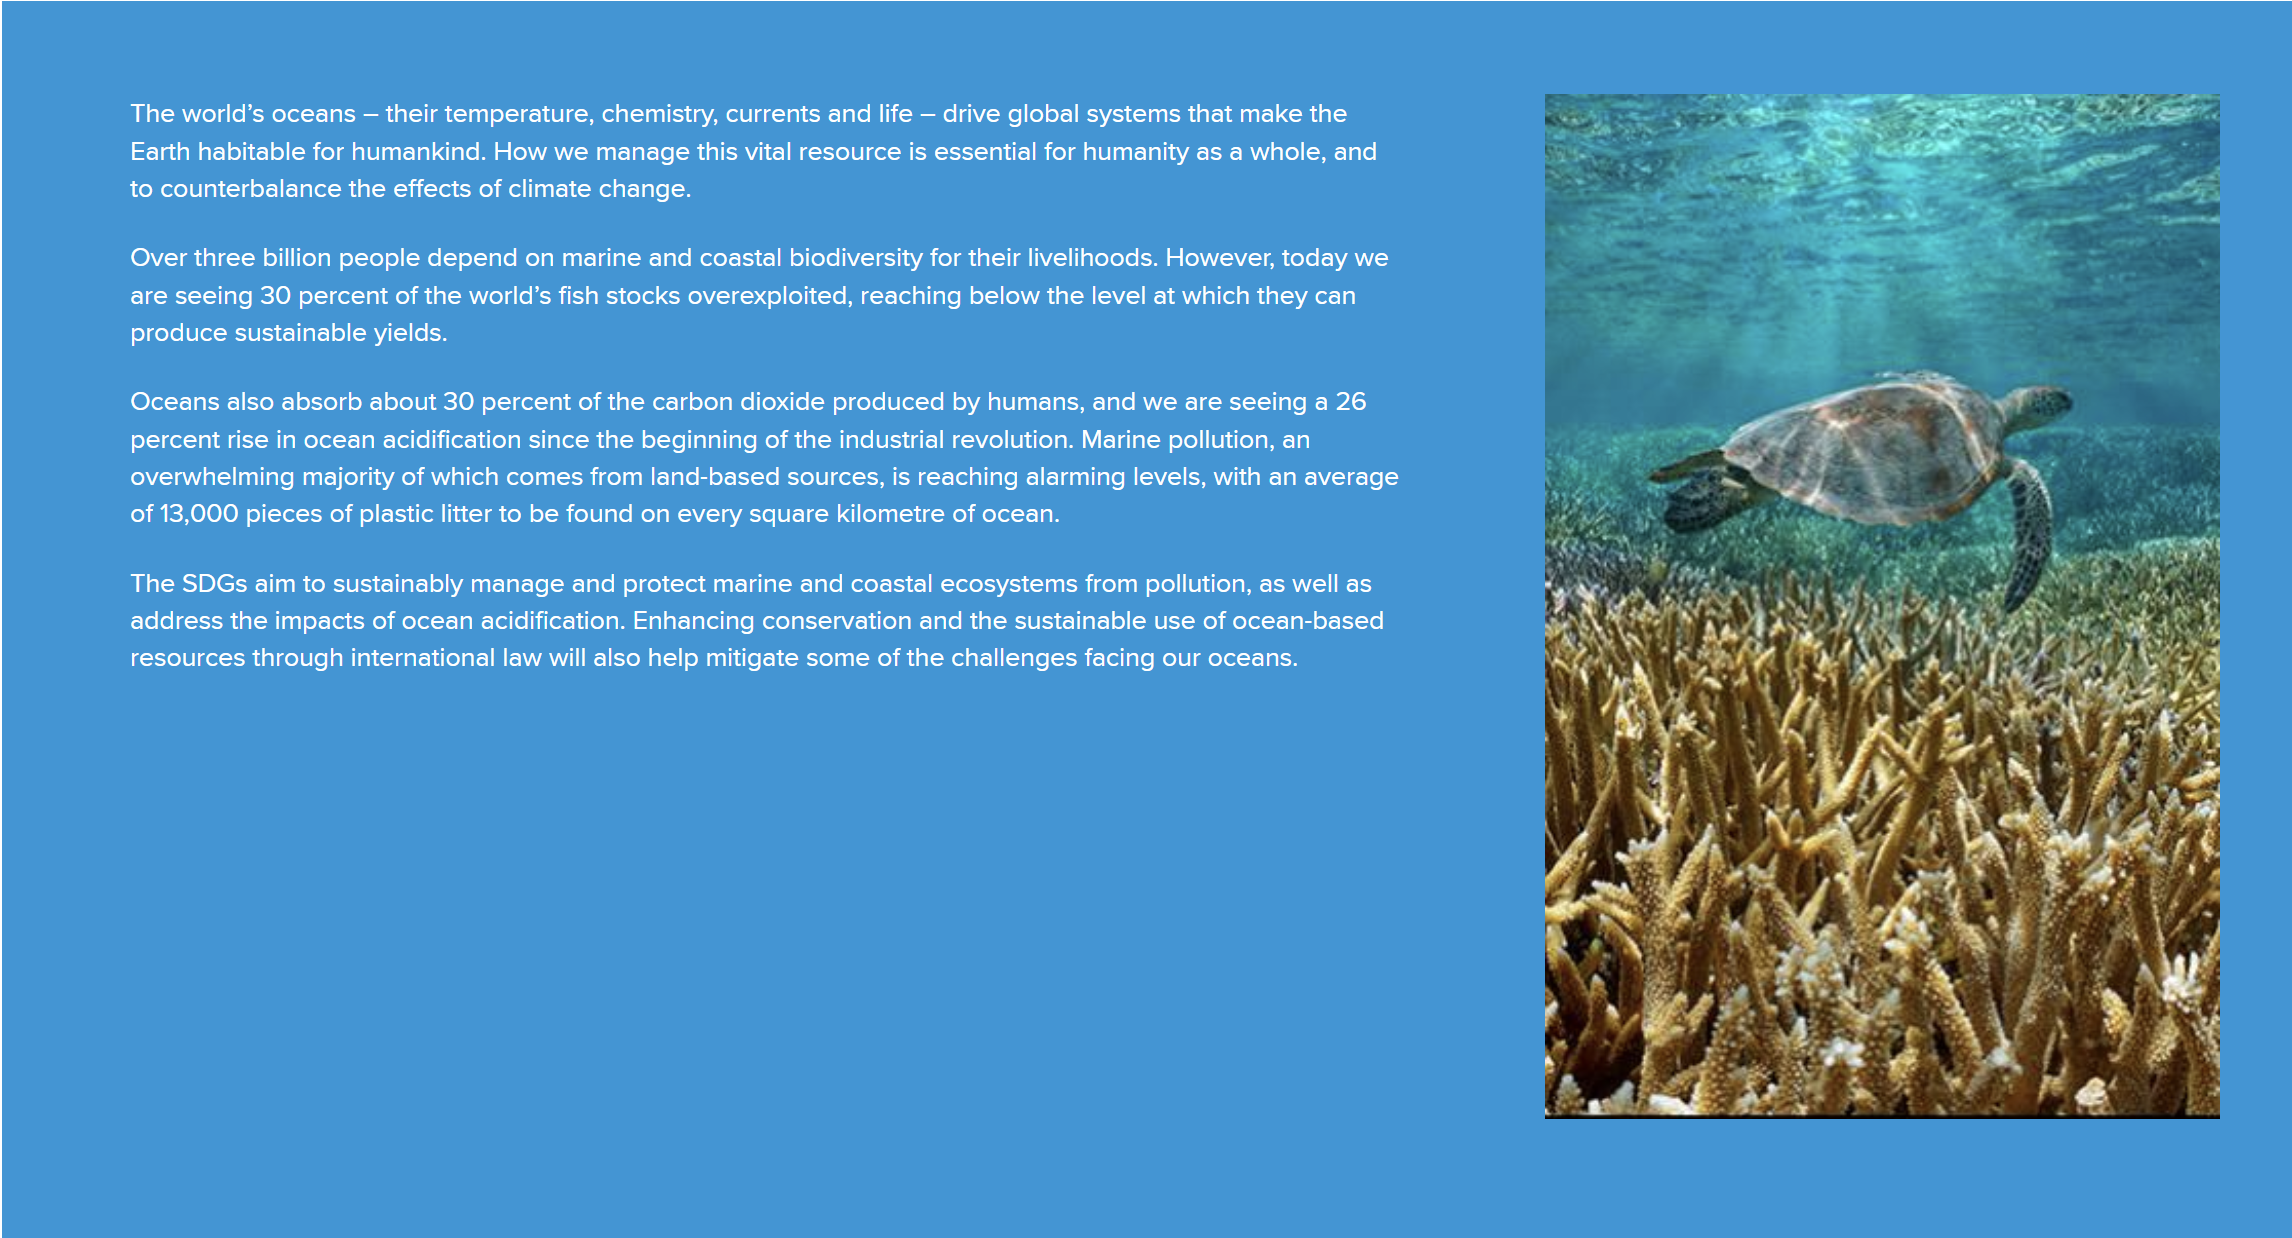 The world’s oceans – their temperature, chemistry, currents and life – drive global systems that make the
Earth habitable for humankind. How we manage this vital resource is essential for humanity as a whole, and
to counterbalance the effects of climate change.
Over three billion people depend on marine and coastal biodiversity for their livelihoods. However, today we
are seeing 30 percent of the world’s fish stocks overexploited, reaching below the level at which they can
produce sustainable yields.
Oceans also absorb about 30 percent of the carbon dioxide produced by humans, and we are seeing a 26
percent rise in ocean acidification since the beginning of the industrial revolution. Marine pollution, an
overwhelming majority of which comes from land-based sources, is reaching alarming levels, with an average
of 13,000 pieces of plastic litter to be found on every square kilometre of ocean.
The SDGs aim to sustainably manage and protect marine and coastal ecosystems from pollution, as well as
address the impacts of ocean acidification. Enhancing conservation and the sustainable use of ocean-based
resources through international law will also help mitigate some of the challenges facing our oceans.